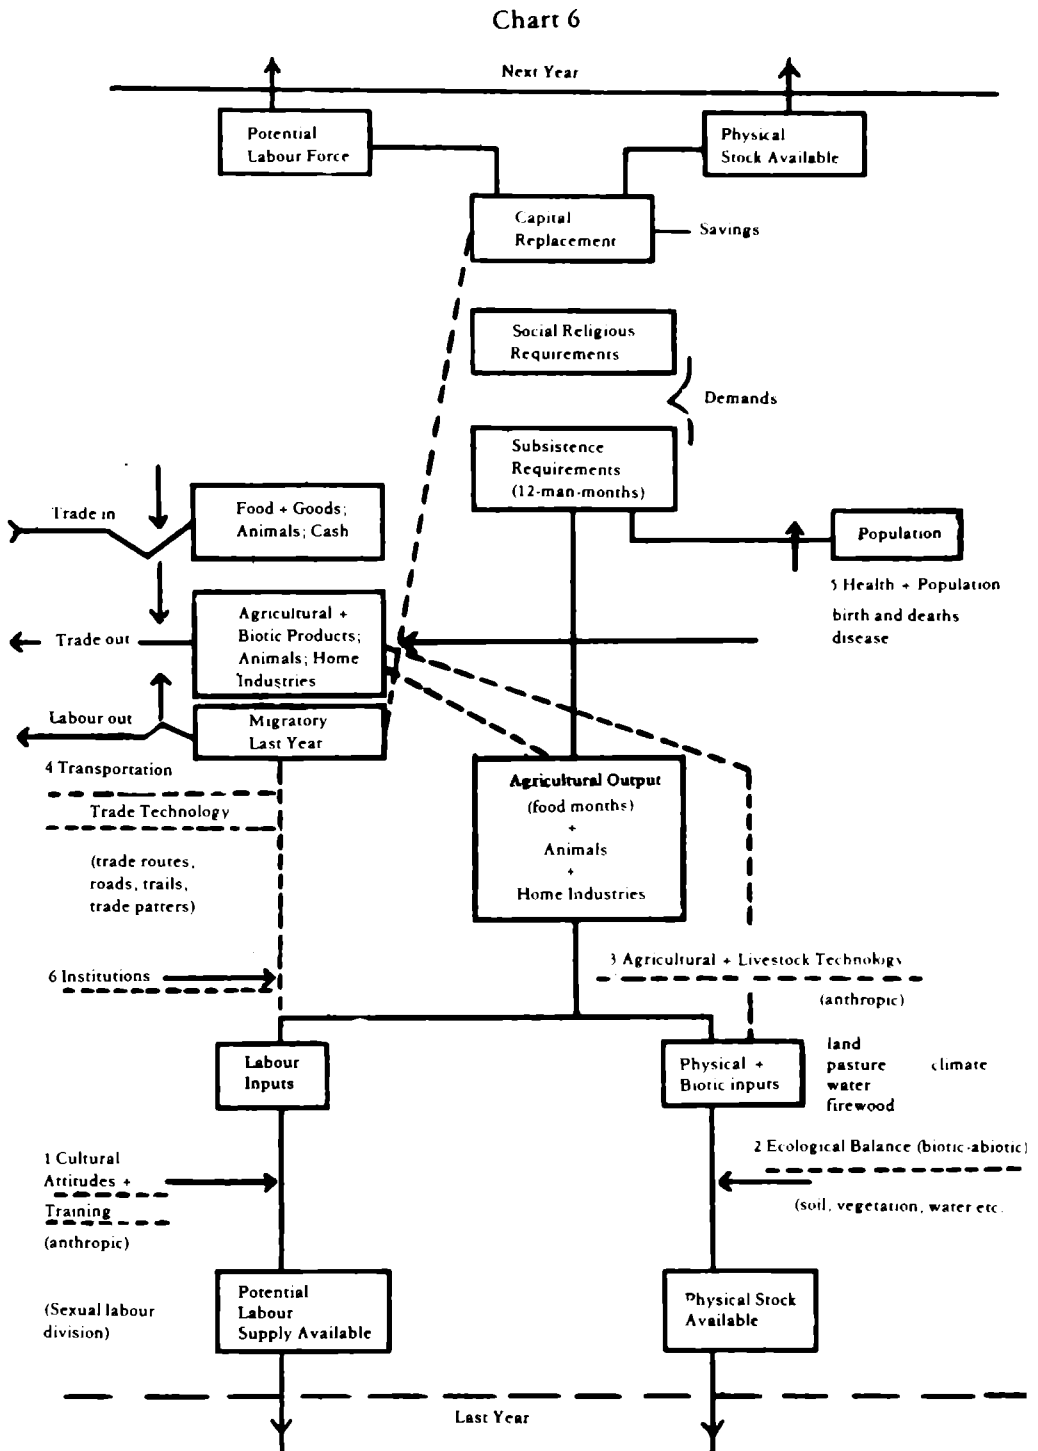 Chart 6
Next Year
Potential
Labour Force
Physical
Stock Available
Capital
Replacement
Savings
Social Religious
Requirements
Demands
Subsistence
Requirements
(12-man-months)
Trade in
Food + Goods;
Animals; Cash
Population
5 Health + Population
birth and deaths
disease
Trade out
Agricultural +
Biotic Products;
Animals; Home
Industries
Labour out
Migratory
Last Year
4 Transportation
Trade Technology
(trade routes,
roads, trails,
trade patters)
Agricultural Output
(food months)
+
Animals
+
Home Industries
6 Institutions
3 Agricultural + Livestock Technology
(anthropic)
Labour
Inputs
Physical +
Biotic inputs
land
pasture climate
water
firewood
1 Cultural
Attitudes +
Training
(anthropic)
2 Ecological Balance (biotic-abiotic)
(soil, vegetation, water etc.
(Sexual labour
division)
Potential
Labour
Supply Available
Physical Stock
Available
Last Year